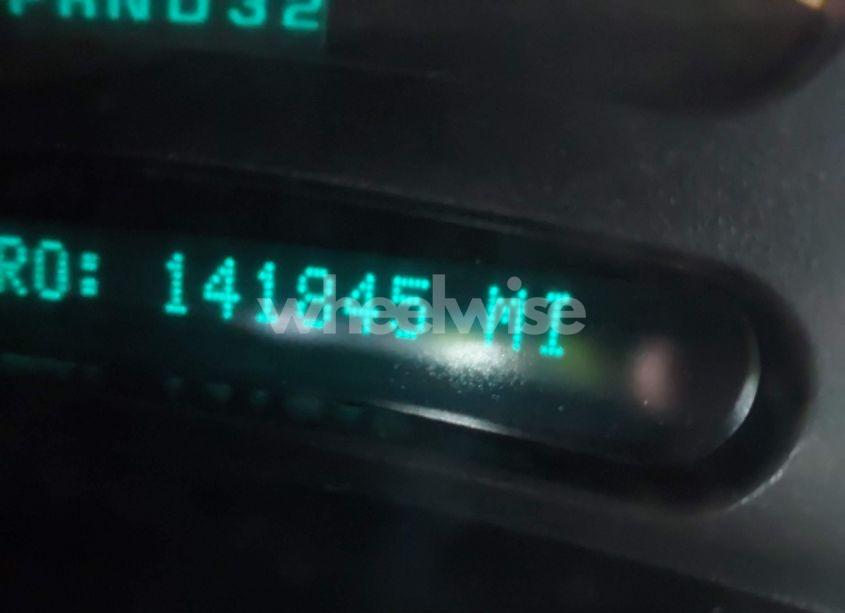 PRND32
RO: 141845 MI
wheelwise